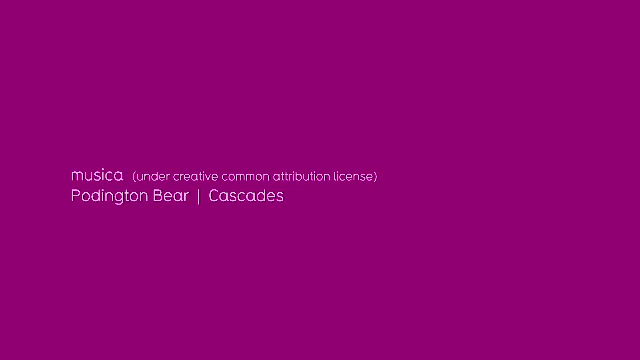 musica (under creative common attribution license)
Podington Bear | Cascades